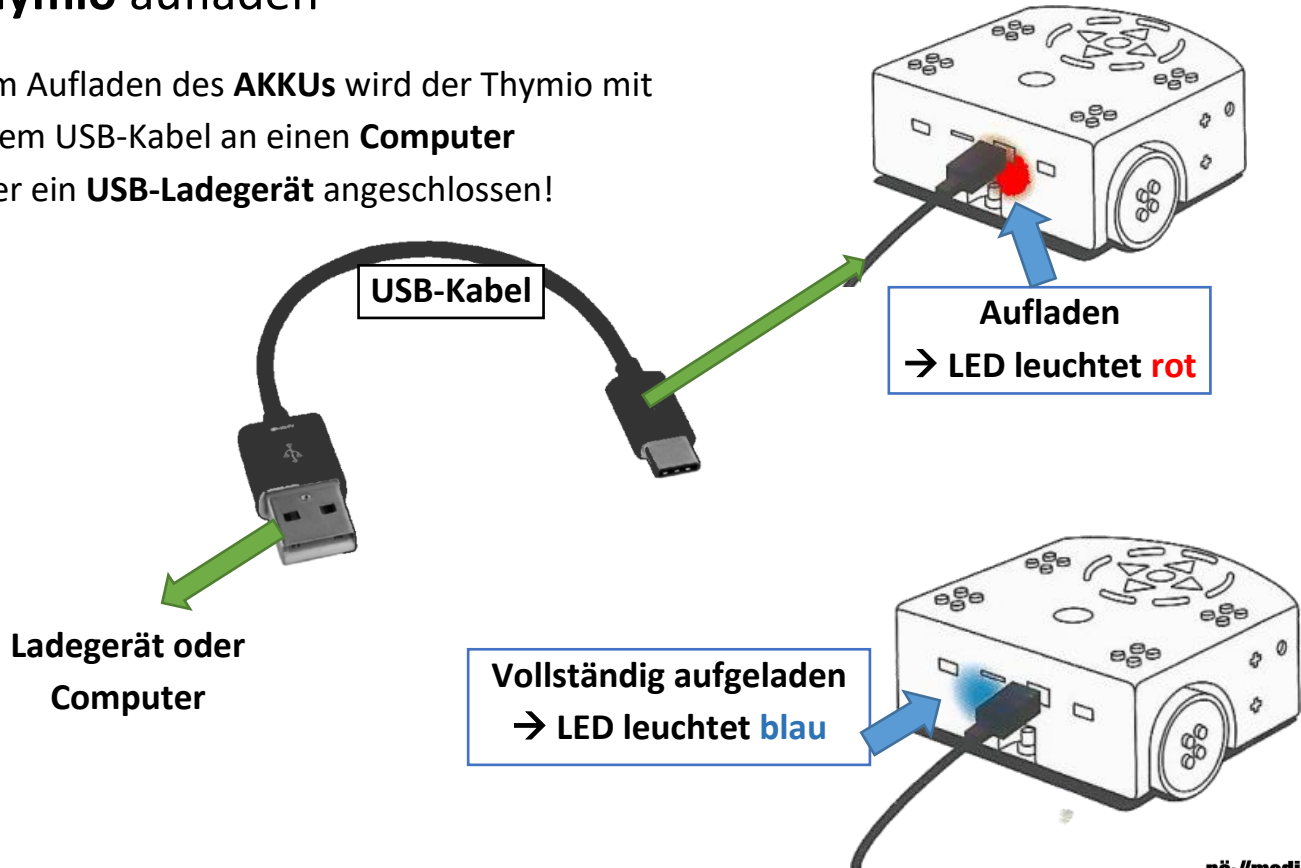 ymio aufladen
m Aufladen des AKKUs wird der Thymio mit
em USB-Kabel an einen Computer
er ein USB-Ladegerät angeschlossen!
USB-Kabel
Aufladen
→ LED leuchtet rot
Ladegerät oder
Computer
Vollständig aufgeladen
→ LED leuchtet blau